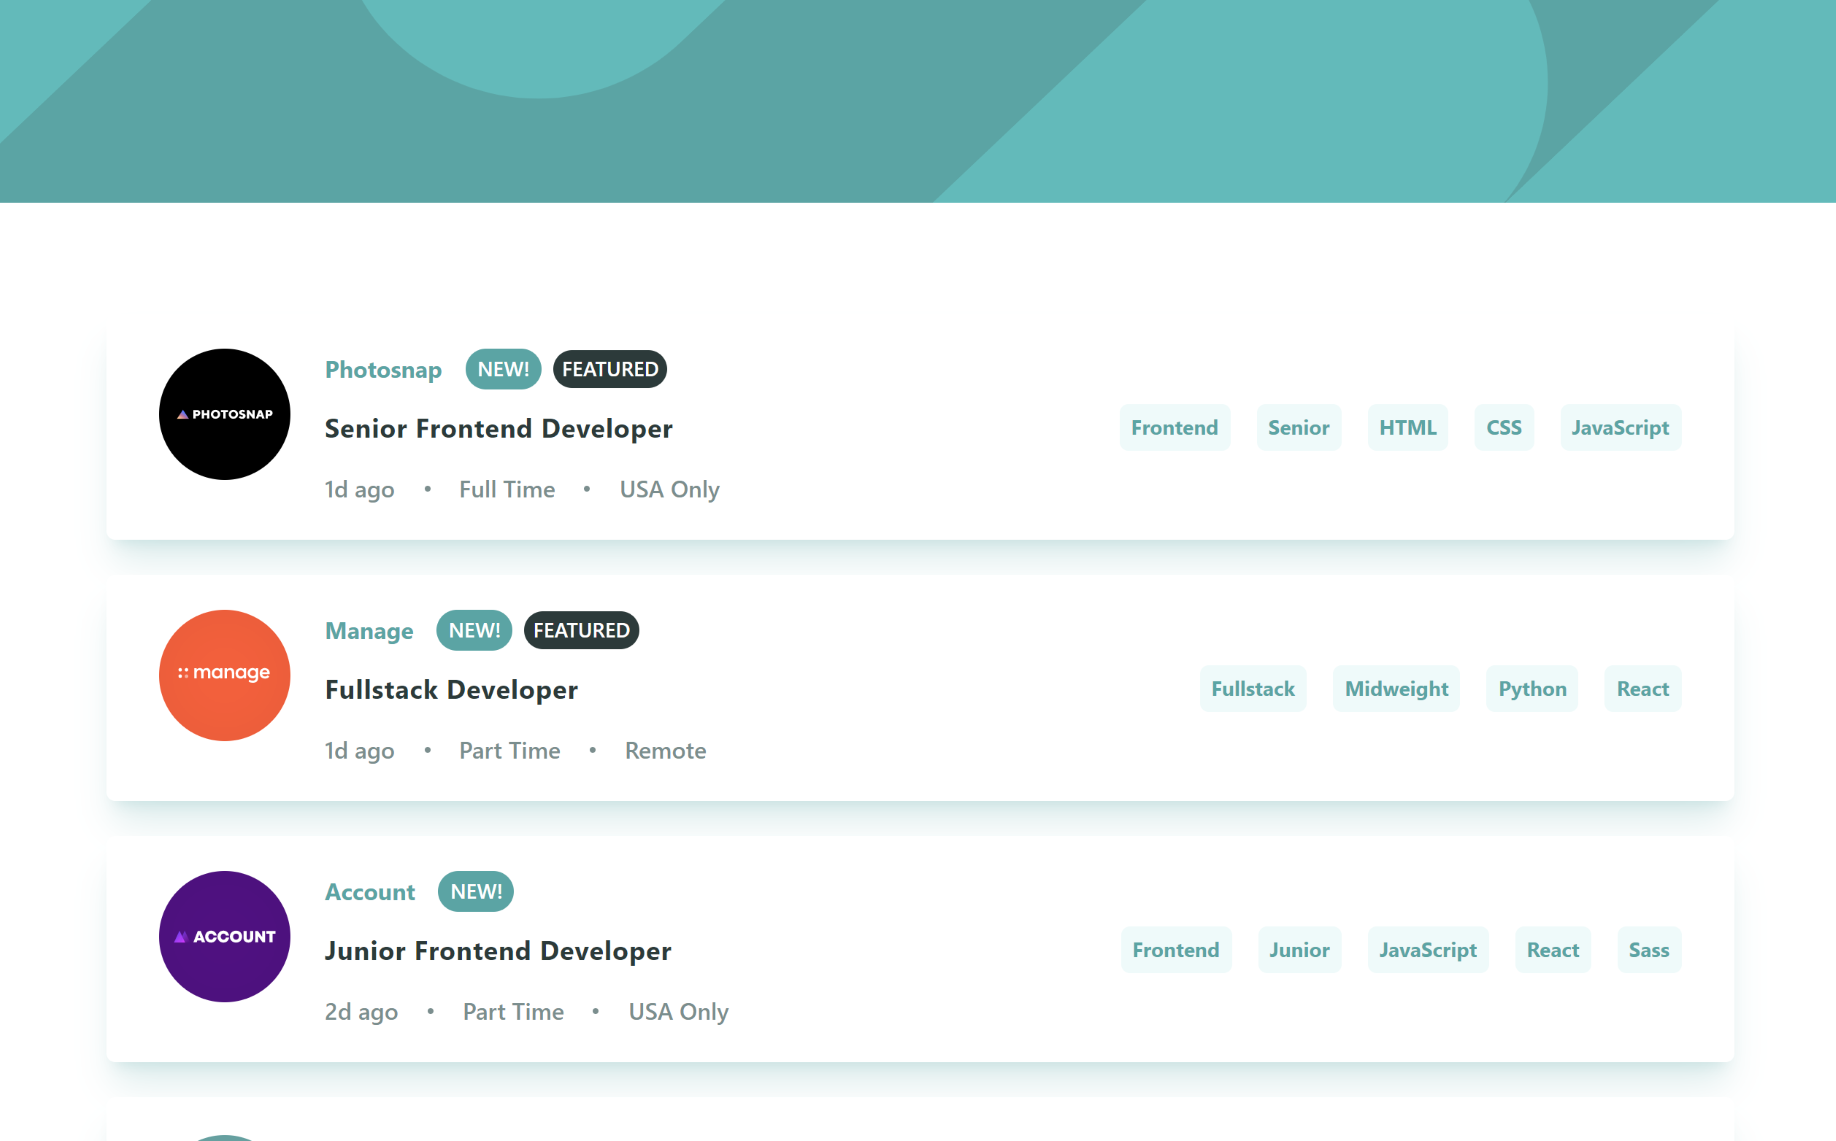 PHOTOSNAP
Photosnap NEW! FEATURED
Senior Frontend Developer
1d ago • Full Time • USA Only
Frontend Senior HTML CSS JavaScript
manage
Manage NEW! FEATURED
Fullstack Developer
1d ago • Part Time • Remote
Fullstack Midweight Python React
ACCOUNT
Account NEW!
Junior Frontend Developer
2d ago • Part Time • USA Only
Frontend Junior JavaScript React Sass